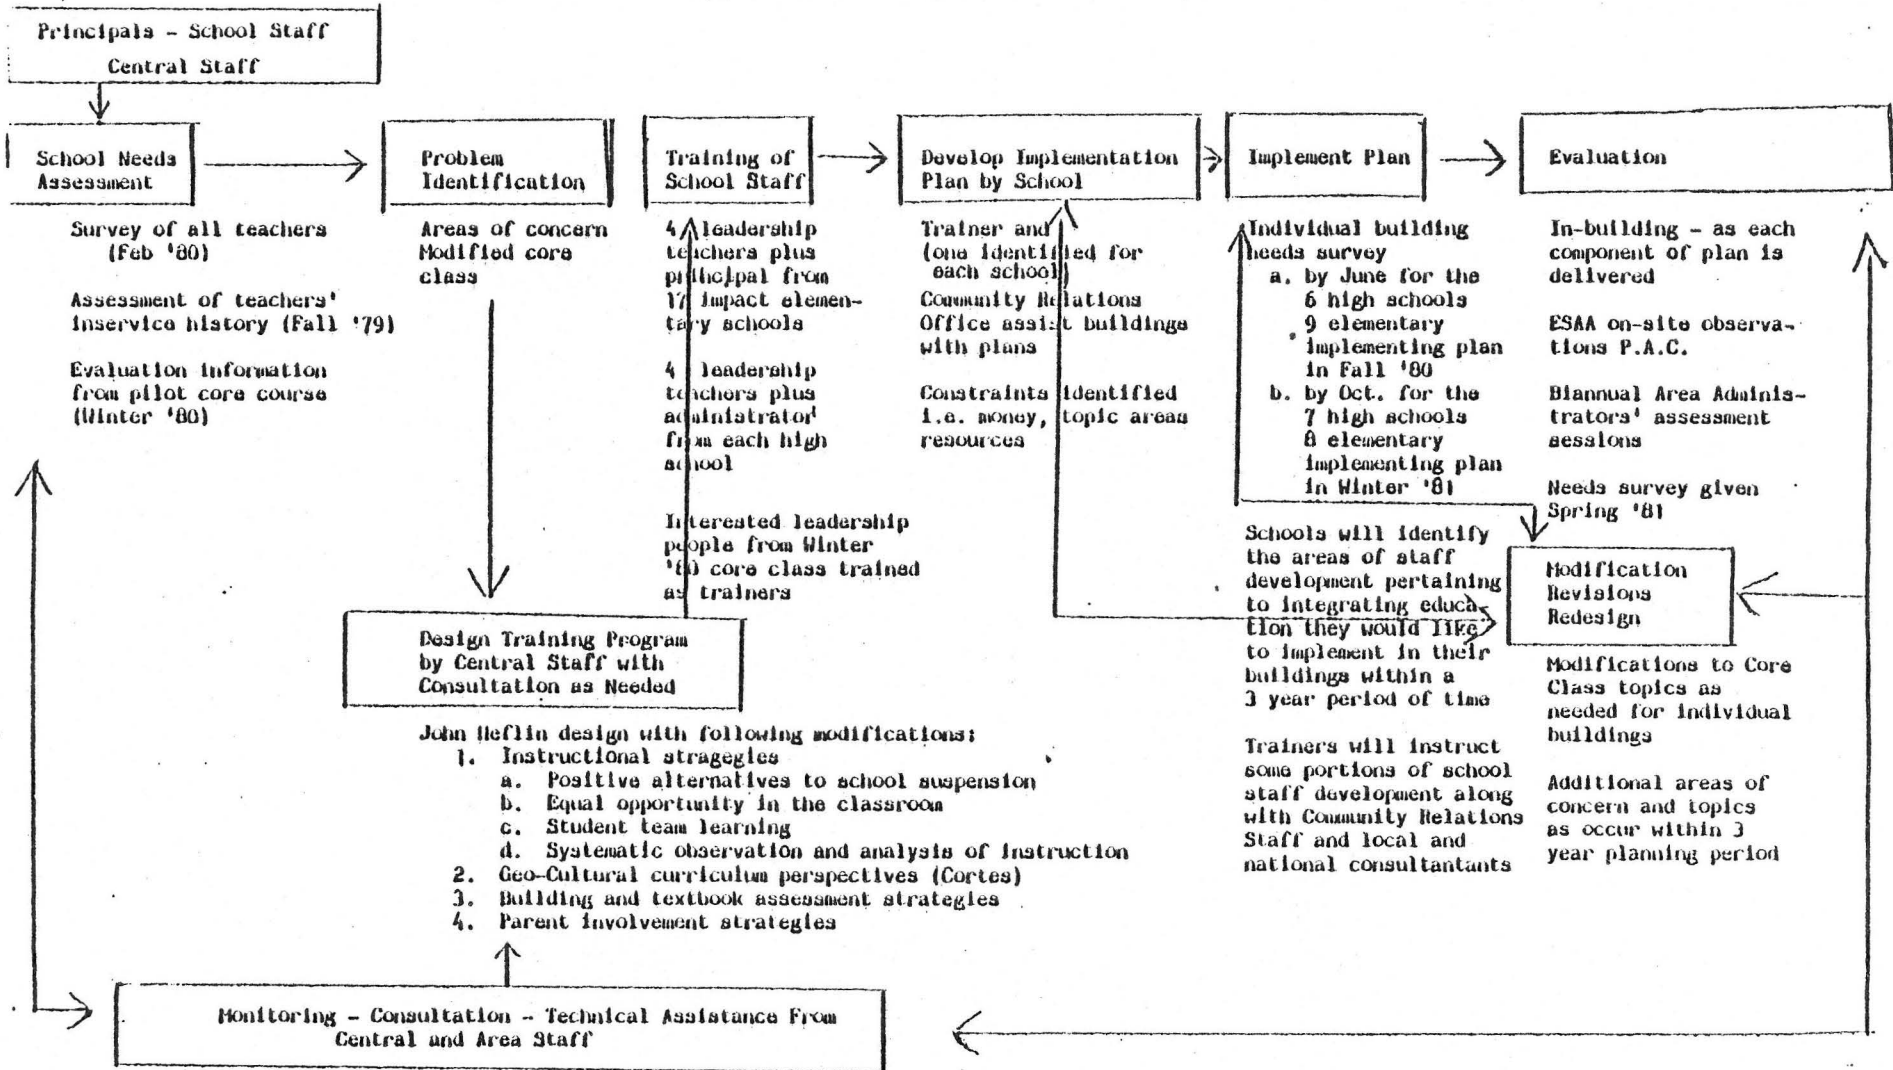 Principals - School Staff
Central Staff
School Needs
Assessment
Survey of all teachers
(Feb '80)
Assessment of teachers'
inservice history (Fall '79)
Evaluation information
from pilot core course
(Winter '80)
Problem
Identification
Areas of concern
Modified core
class
Training of
School Staff
4 leadership
teachers plus
principal from
17 impact elemen-
tary schools
4 leadership
teachers plus
administrator
from each high
school
Interested leadership
people from Winter
'80 core class trained
as trainers
Develop Implementation
Plan by School
Trainer and
(one identified for
each school)
Community Relations
Office assist buildings
with plans
Constraints identified
i.e. money, topic areas
resources
Implement Plan
Individual building
needs survey
a. by June for the
6 high schools
9 elementary
implementing plan
in Fall '80
b. by Oct. for the
7 high schools
8 elementary
implementing plan
in Winter '81
Schools will identify
the areas of staff
development pertaining
to integrating educa-
tion they would like
to implement in their
buildings within a
3 year period of time
Trainers will instruct
some portions of school
staff development along
with Community Relations
Staff and local and
national consultantants
Evaluation
In-building - as each
component of plan is
delivered
ESAA on-site observa-
tions P.A.C.
Biannual Area Adminis-
trators' assessment
sessions
Needs survey given
Spring '81
Modification
Revisions
Redesign
Modifications to Core
Class topics as
needed for individual
buildings
Additional areas of
concern and topics
as occur within 3
year planning period
Design Training Program
by Central Staff with
Consultation as Needed
John Heflin design with following modifications:
1. Instructional stragegies
a. Positive alternatives to school suspension
b. Equal opportunity in the classroom
c. Student team learning
d. Systematic observation and analysis of instruction
2. Geo-Cultural curriculum perspectives (Cortes)
3. Building and textbook assessment strategies
4. Parent involvement strategies
Monitoring - Consultation - Technical Assistance From
Central and Area Staff